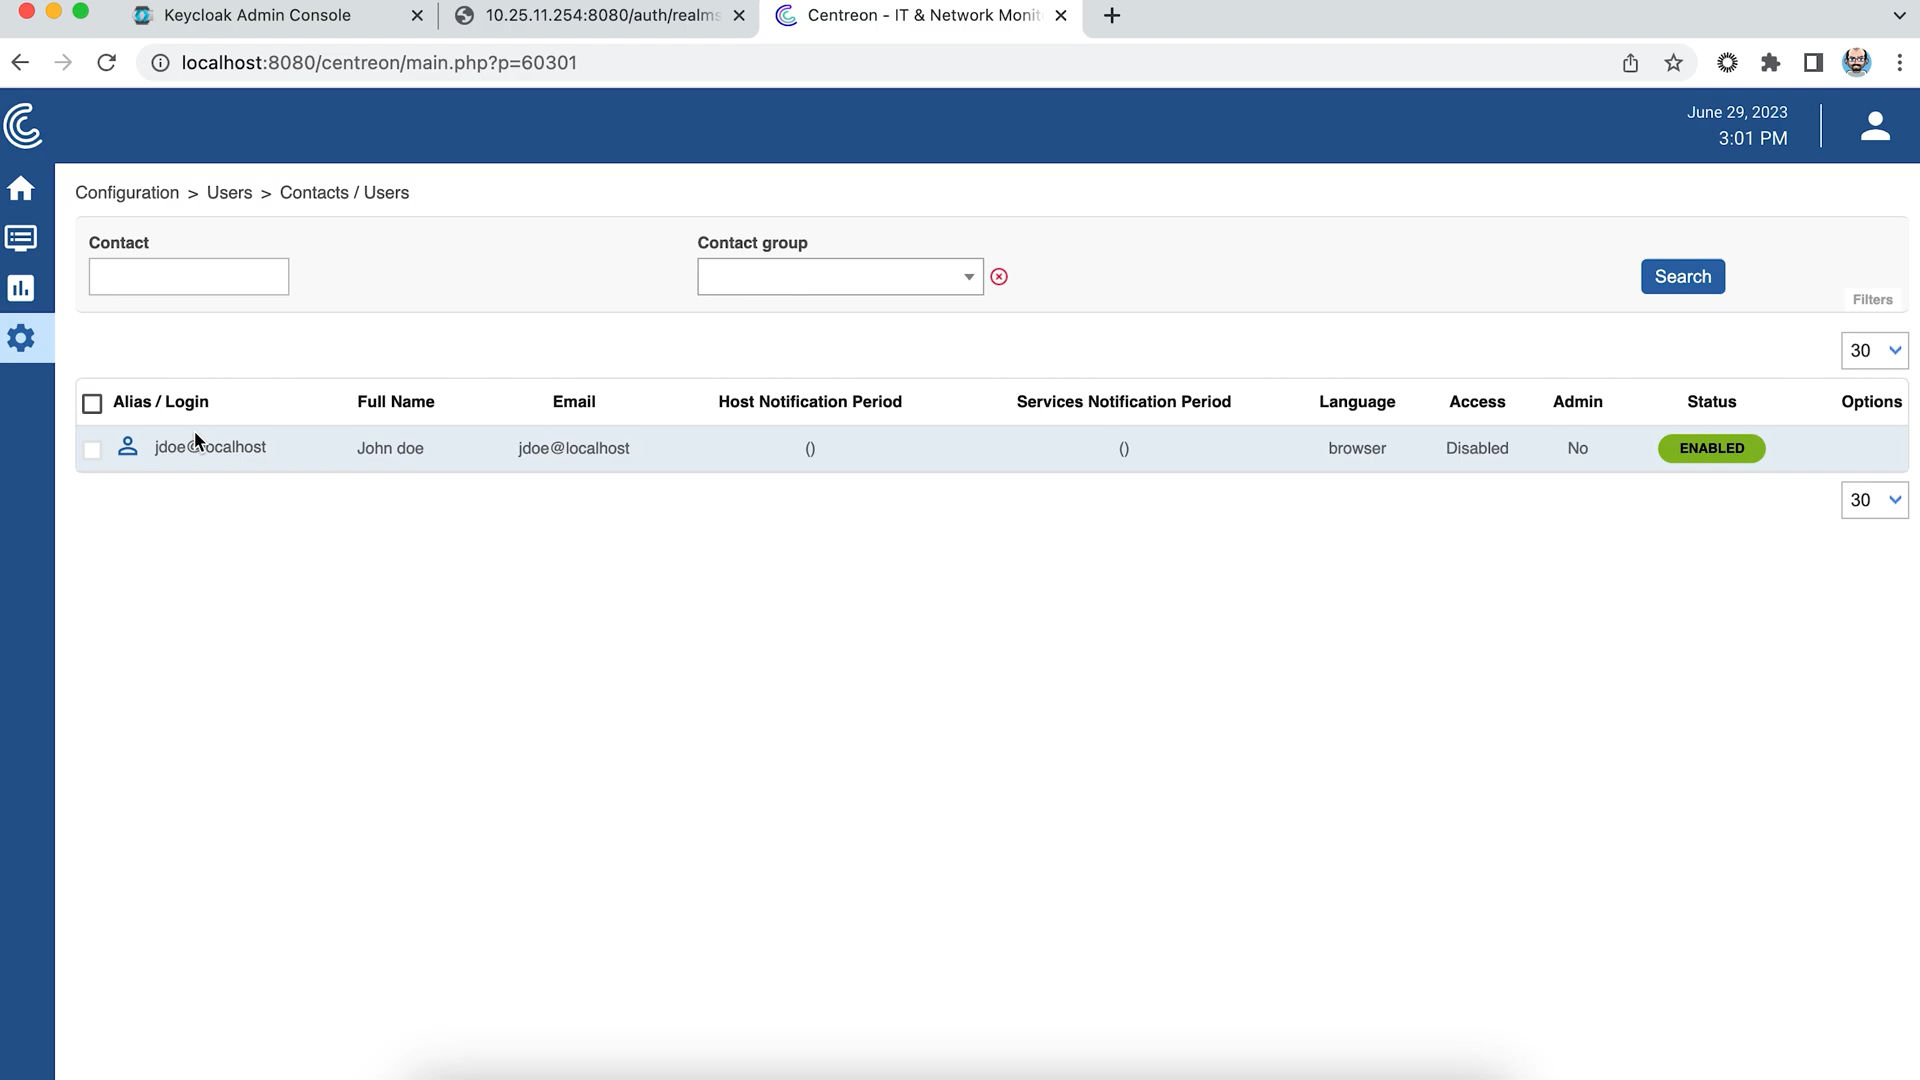 Keycloak Admin Console
10.25.11.254:8080/auth/realms
Centreon - IT & Network Monit
localhost:8080/centreon/main.php?p=60301
June 29, 2023
3:01 PM
Configuration > Users > Contacts / Users
Contact
Contact group
Search
Filters
30
Alias / Login Full Name Email Host Notification Period Services Notification Period Language Access Admin Status Options
jdoe@localhost John doe jdoe@localhost () () browser Disabled No ENABLED
30